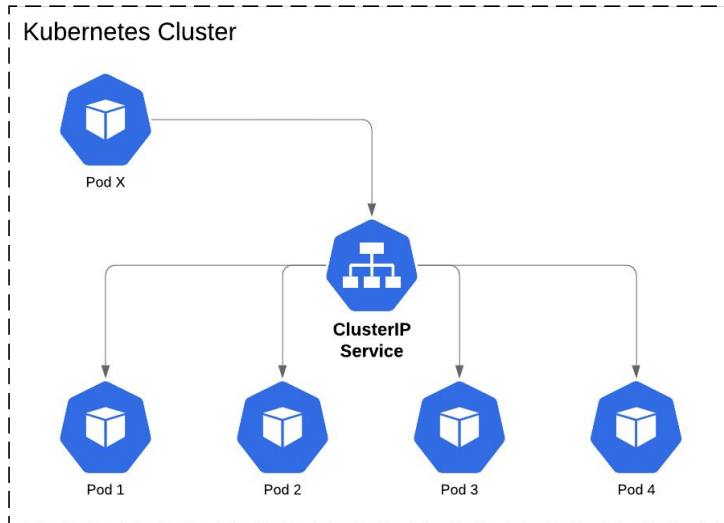 Kubernetes Cluster
Pod X
ClusterIP
Service
Pod 1
Pod 2
Pod 3
Pod 4